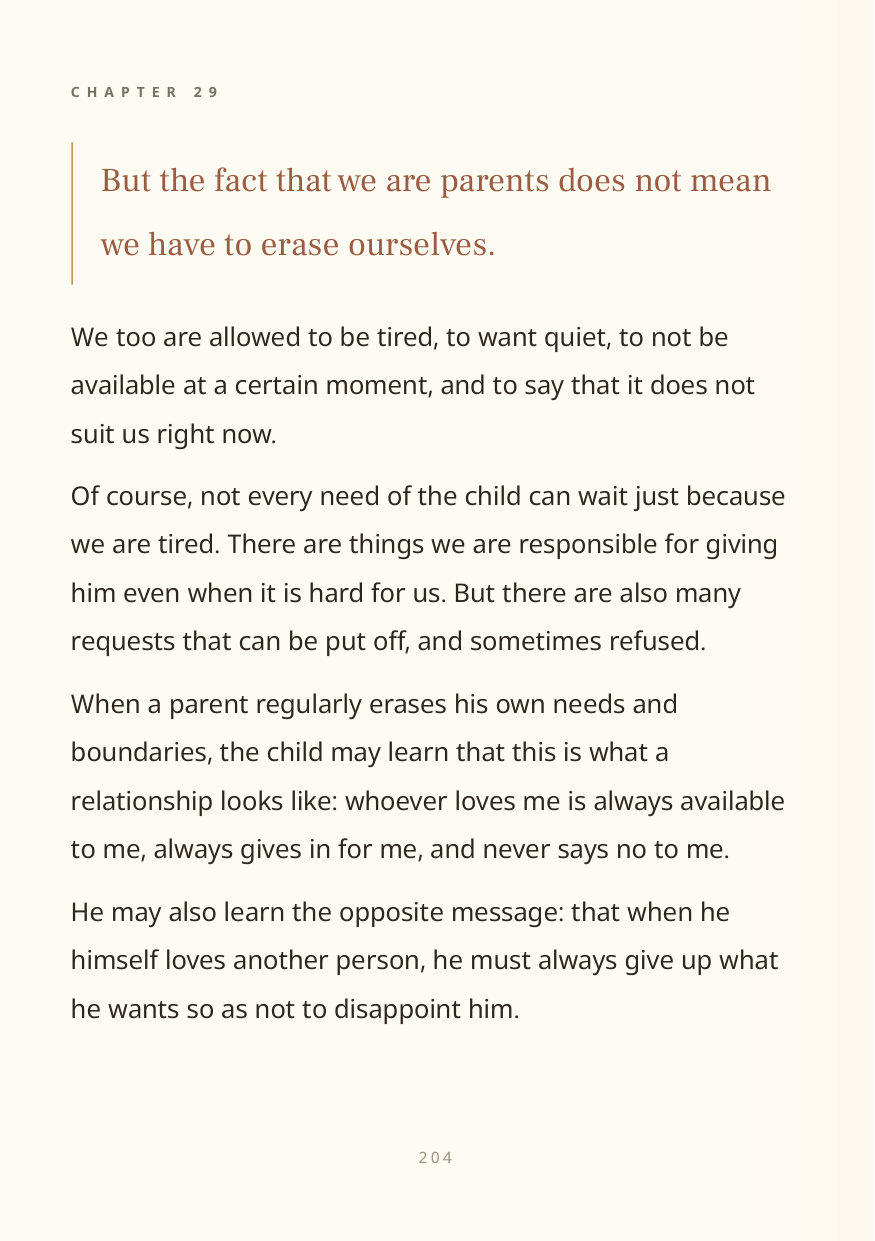 CHAPTER 29
But the fact that we are parents does not mean
we have to erase ourselves.
We too are allowed to be tired, to want quiet, to not be
available at a certain moment, and to say that it does not
suit us right now.
Of course, not every need of the child can wait just because
we are tired. There are things we are responsible for giving
him even when it is hard for us. But there are also many
requests that can be put off, and sometimes refused.
When a parent regularly erases his own needs and
boundaries, the child may learn that this is what a
relationship looks like: whoever loves me is always available
to me, always gives in for me, and never says no to me.
He may also learn the opposite message: that when he
himself loves another person, he must always give up what
he wants so as not to disappoint him.
204